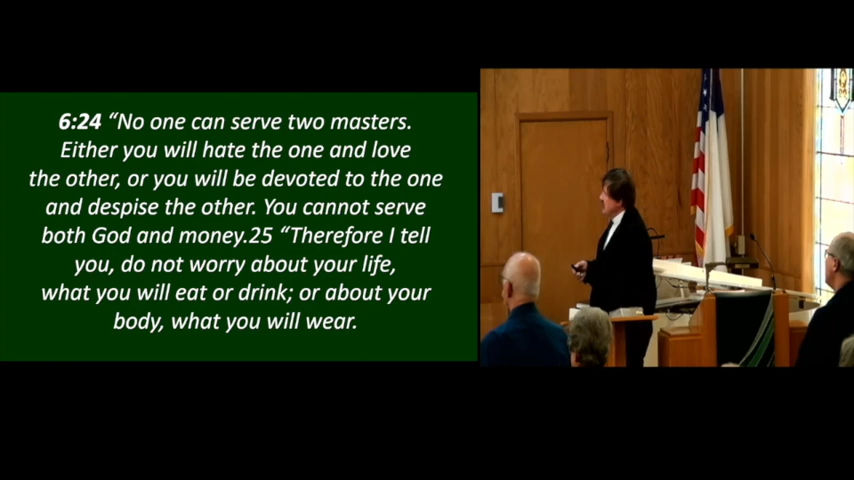 6:24 “No one can serve two masters.
Either you will hate the one and love
the other, or you will be devoted to the one
and despise the other. You cannot serve
both God and money.25 “Therefore I tell
you, do not worry about your life,
what you will eat or drink; or about your
body, what you will wear.